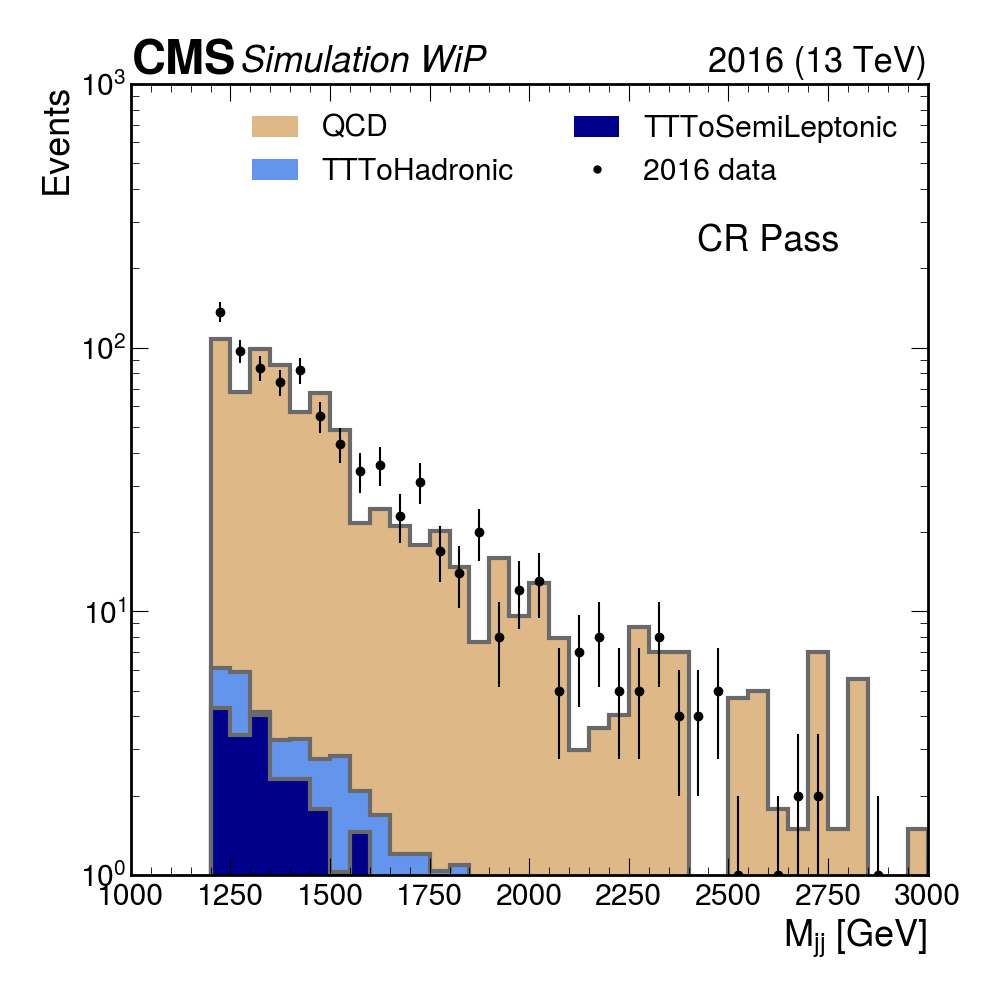 CMS Simulation WiP 2016 (13 TeV)
Events
10³
QCD TTToSemiLeptonic
TTToHadronic 2016 data
CR Pass
10²
10¹
10⁰
1000 1250 1500 1750 2000 2250 2500 2750 3000
Mjj [GeV]